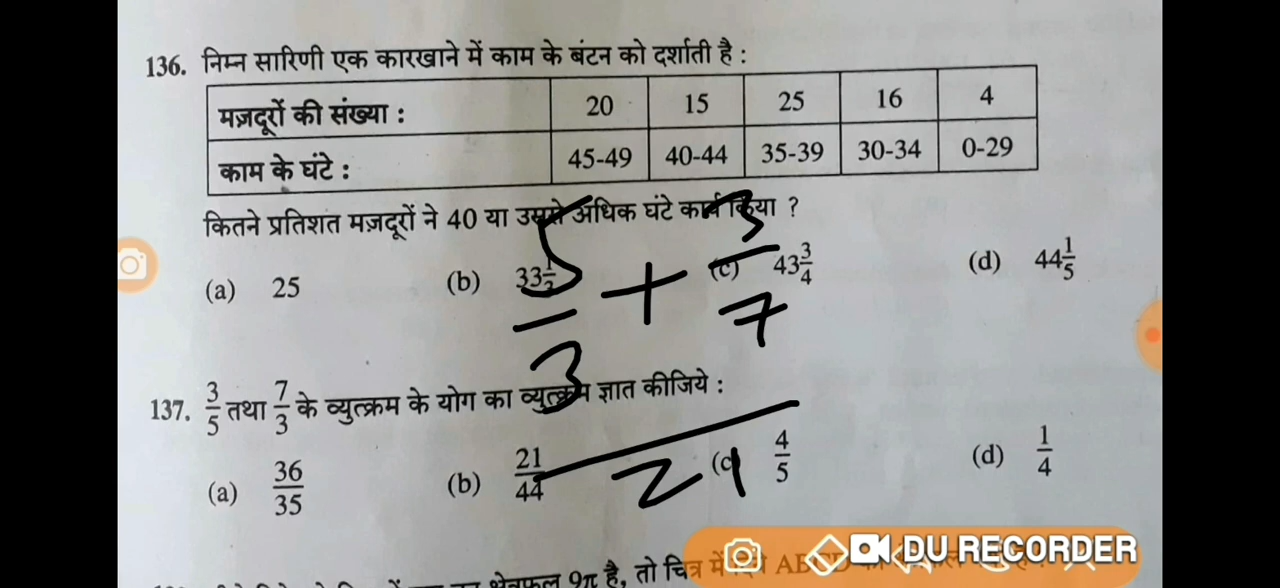 136. निम्न सारिणी एक कारखाने में काम के बंटन को दर्शाती है :
मज़दूरों की संख्या : 20 15 25 16 4
काम के घंटे : 45-49 40-44 35-39 30-34 0-29
कितने प्रतिशत मज़दूरों ने 40 या उससे अधिक घंटे कार्य किया ?
(a) 25 (b) 33 (c) 43 3/4 (d) 44 1/5
5/3 + 3/7
137. 3/5 तथा 7/3 के व्युत्क्रम के योग का व्युत्क्रम ज्ञात कीजिये :
(a) 36/35 (b) 21/44 (c) 4/5 (d) 1/4
21
DU RECORDER
9π है, तो चित्र में